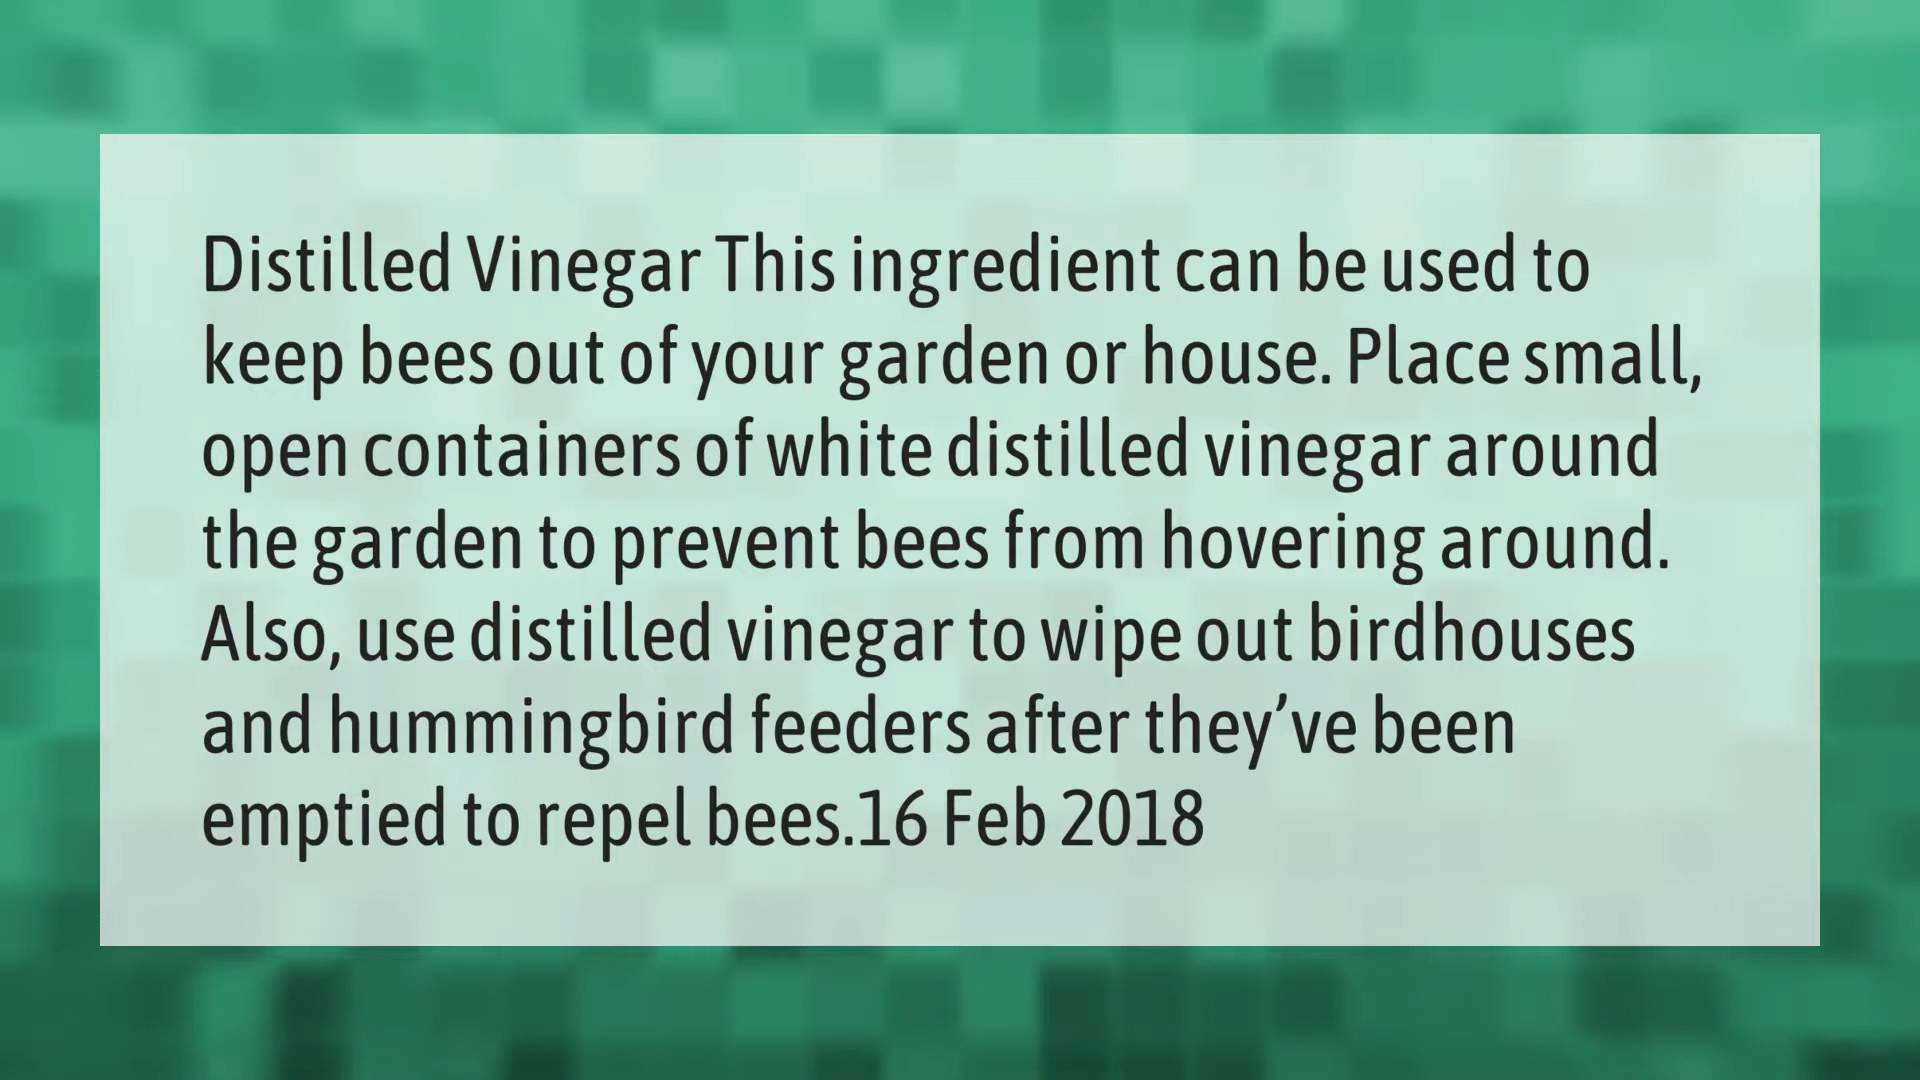 Distilled Vinegar This ingredient can be used to
keep bees out of your garden or house. Place small,
open containers of white distilled vinegar around
the garden to prevent bees from hovering around.
Also, use distilled vinegar to wipe out birdhouses
and hummingbird feeders after they’ve been
emptied to repel bees.16 Feb 2018